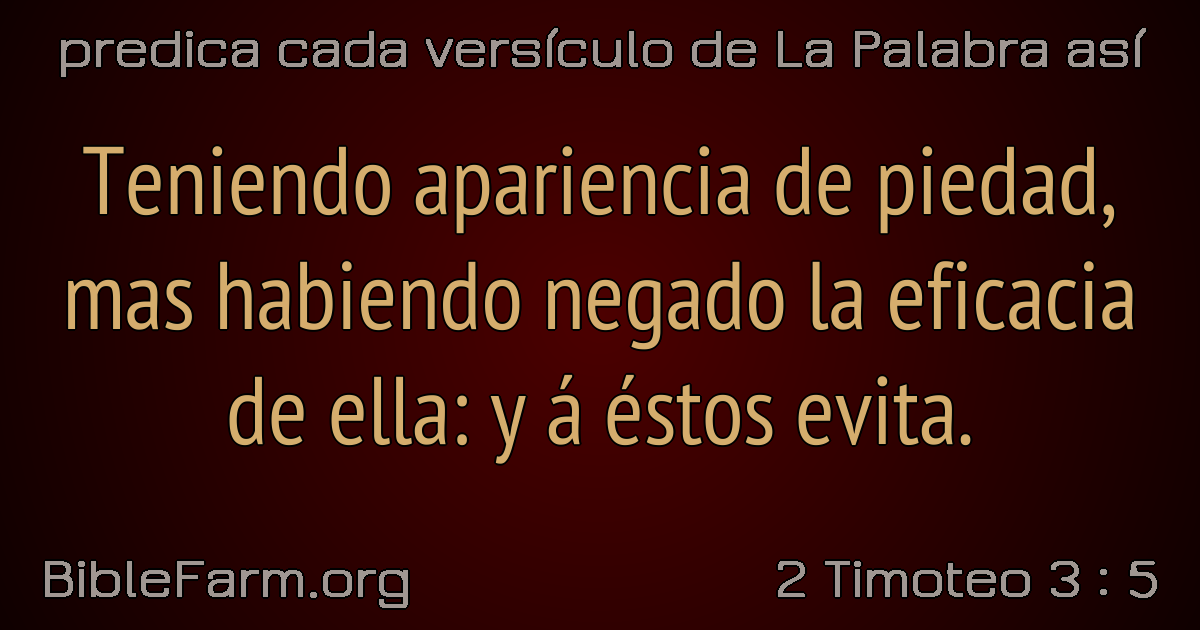 predica cada versículo de La Palabra así
Teniendo apariencia de piedad,
mas habiendo negado la eficacia
de ella: y á éstos evita.
BibleFarm.org
2 Timoteo 3 : 5